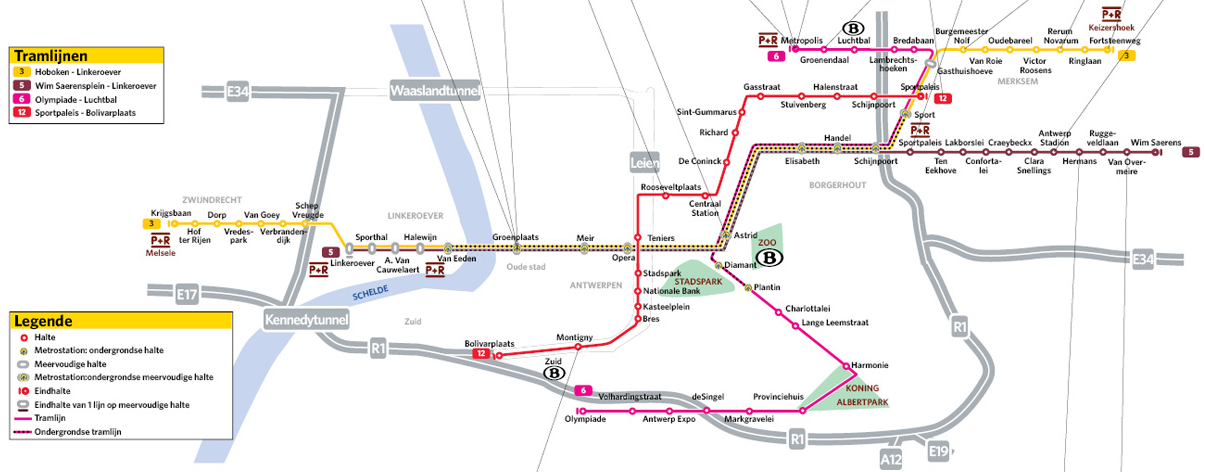 Tramlijnen
3 Hoboken - Linkeroever
5 Wim Saerensplein - Linkeroever
6 Olympiade - Luchtbal
12 Sportpaleis - Bolivarplaats
E34
Waaslandtunnel
Leien
P+R
6
Metropolis
B
Luchtbal
Bredabaan
Groenendaal
Lambrechts-
hoeken
Gasthuishoeve
Burgemeester
Nolf
Oudebareel
Rerum
Novarum
P+R
Keizershoek
Fortsteenweg
3
Van Roie
Victor
Roosens
Ringlaan
MERKSEM
Gasstraat
Halenstraat
Sportpaleis
12
Stuivenberg
Schijnpoort
Sint-Gummarus
Richard
De Coninck
Sport
P+R
Handel
Elisabeth
Schijnpoort
Sportpaleis
Lakborslei
Craeybeckx
Antwerp
Stadion
Rugge-
veldlaan
Wim Saerens
5
Ten
Eekhove
Conforta-
lei
Clara
Snellings
Hermans
Van Over-
meire
BORGERHOUT
Rooseveltplaats
Centraal
Station
ZWIJNDRECHT
Krijgsbaan
Dorp
Van Goey
Schep
Vreugde
3
P+R
Melsele
Hof
ter Rijen
Vredes-
park
Verbranden-
dijk
LINKEROEVER
Sporthal
Halewijn
5
Linkeroever
P+R
A. Van
Cauwelaert
P+R
Van Eeden
Groenplaats
Oude stad
Meir
Opera
Teniers
Astrid
ZOO
B
Diamant
STADSPARK
Plantin
Stadspark
Nationale Bank
Kasteelplein
Bres
ANTWERPEN
SCHELDE
Zuid
E17
Kennedytunnel
R1
E34
R1
Charlottalei
Lange Leemstraat
Harmonie
KONING
ALBERTPARK
Bolivarplaats
12
Montigny
Zuid
B
6
Olympiade
Volhardingstraat
Antwerp Expo
deSingel
Markgravelei
Provinciehuis
R1
A12
E19
Legende
Halte
Metrostation: ondergrondse halte
Meervoudige halte
Metrostation:ondergrondse meervoudige halte
Eindhalte
Eindhalte van 1 lijn op meervoudige halte
Tramlijn
Ondergrondse tramlijn